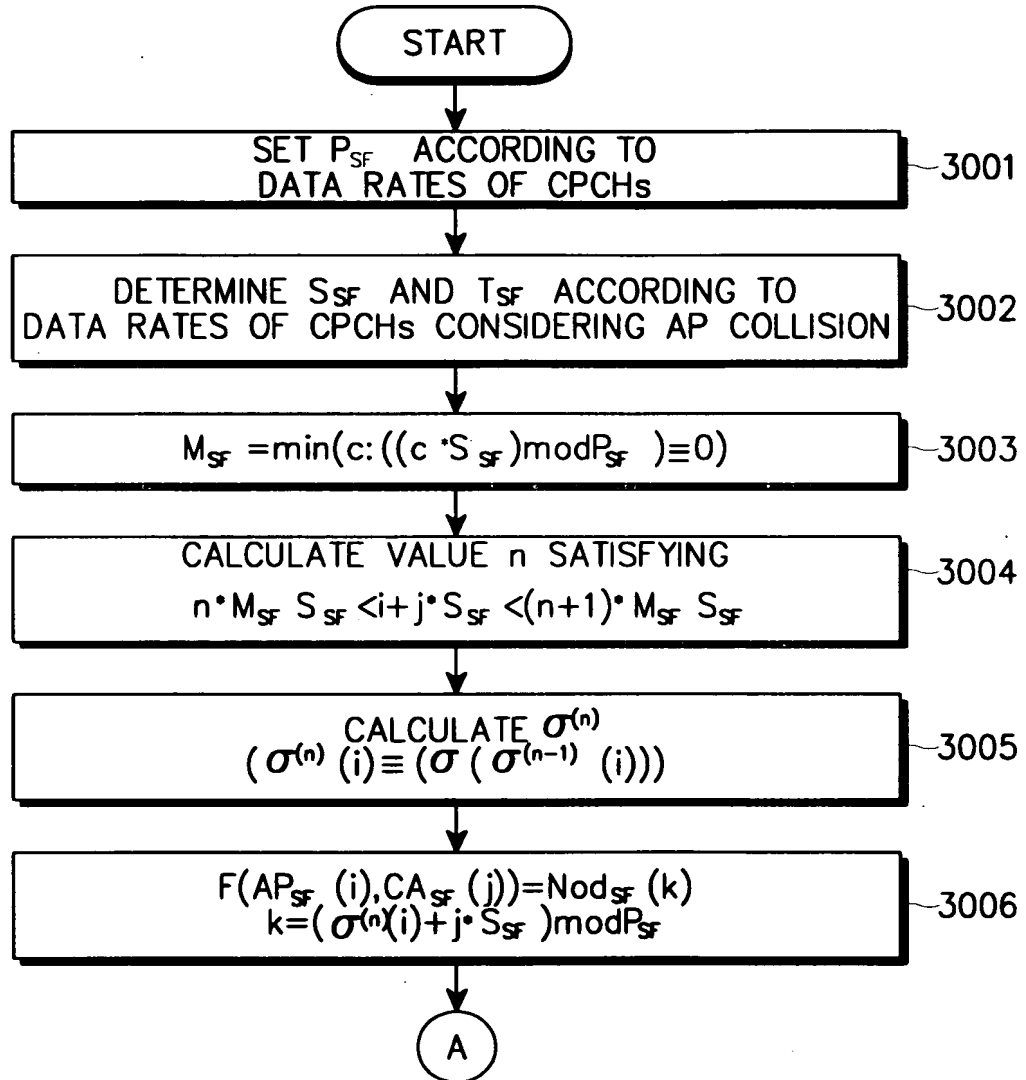 START
SET P_SF ACCORDING TO
DATA RATES OF CPCHs
3001
DETERMINE S_SF AND T_SF ACCORDING TO
DATA RATES OF CPCHs CONSIDERING AP COLLISION
3002
M_SF =min(c:((c *S_SF)modP_SF )≡0)
3003
CALCULATE VALUE n SATISFYING
n* M_SF S_SF <i+j* S_SF <(n+1)* M_SF S_SF
3004
CALCULATE σ^(n)
( σ^(n) (i) ≡ (σ ( σ^(n-1) (i)))
3005
F(AP_SF (i),CA_SF (j))=Nod_SF (k)
k=( σ^(n)(i)+j* S_SF )modP_SF
3006
A